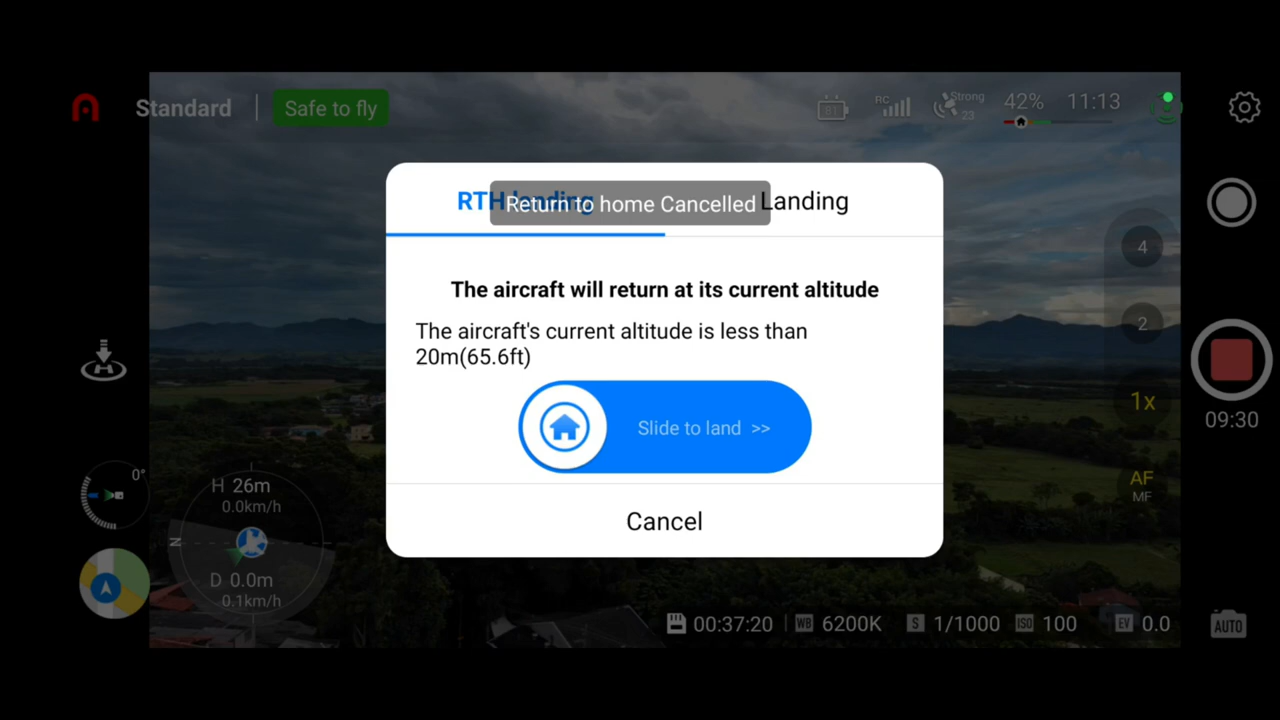 Standard
Safe to fly
8T
RC
Strong
23
42%
11:13
RTH landing
Return to home Cancelled
Landing
The aircraft will return at its current altitude
The aircraft's current altitude is less than
20m(65.6ft)
Slide to land >>
Cancel
4
2
1x
09:30
AF
MF
0°
H 26m
0.0km/h
N
D 0.0m
0.1km/h
00:37:20
WB 6200K
S 1/1000
ISO 100
EV 0.0
AUTO